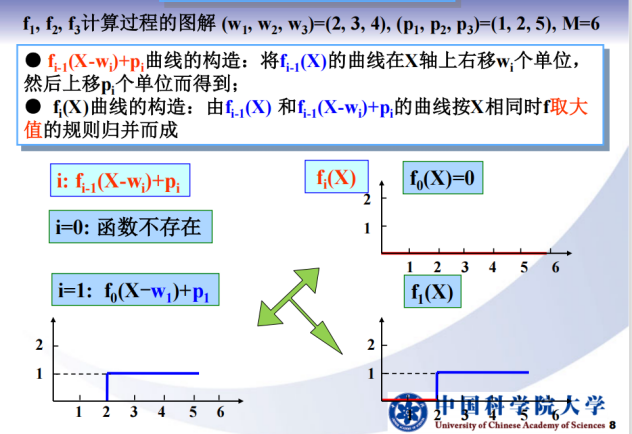 f₁, f₂, f₃计算过程的图解 (w₁, w₂, w₃)=(2, 3, 4), (p₁, p₂, p₃)=(1, 2, 5), M=6
● fᵢ₋₁(X-wᵢ)+pᵢ曲线的构造：将fᵢ₋₁(X)的曲线在X轴上右移wᵢ个单位，
然后上移pᵢ个单位而得到；
● fᵢ(X)曲线的构造：由fᵢ₋₁(X) 和fᵢ₋₁(X-wᵢ)+pᵢ的曲线按X相同时f取大
值的规则归并而成
i: fᵢ₋₁(X-wᵢ)+pᵢ
fᵢ(X)
f₀(X)=0
2
1
1 2 3 4 5 6
i=0: 函数不存在
i=1: f₀(X−w₁)+p₁
f₁(X)
2
1
1 2 3 4 5 6
2
1
1 2 3 4 5 6
中国科学院大学
University of Chinese Academy of Sciences 8